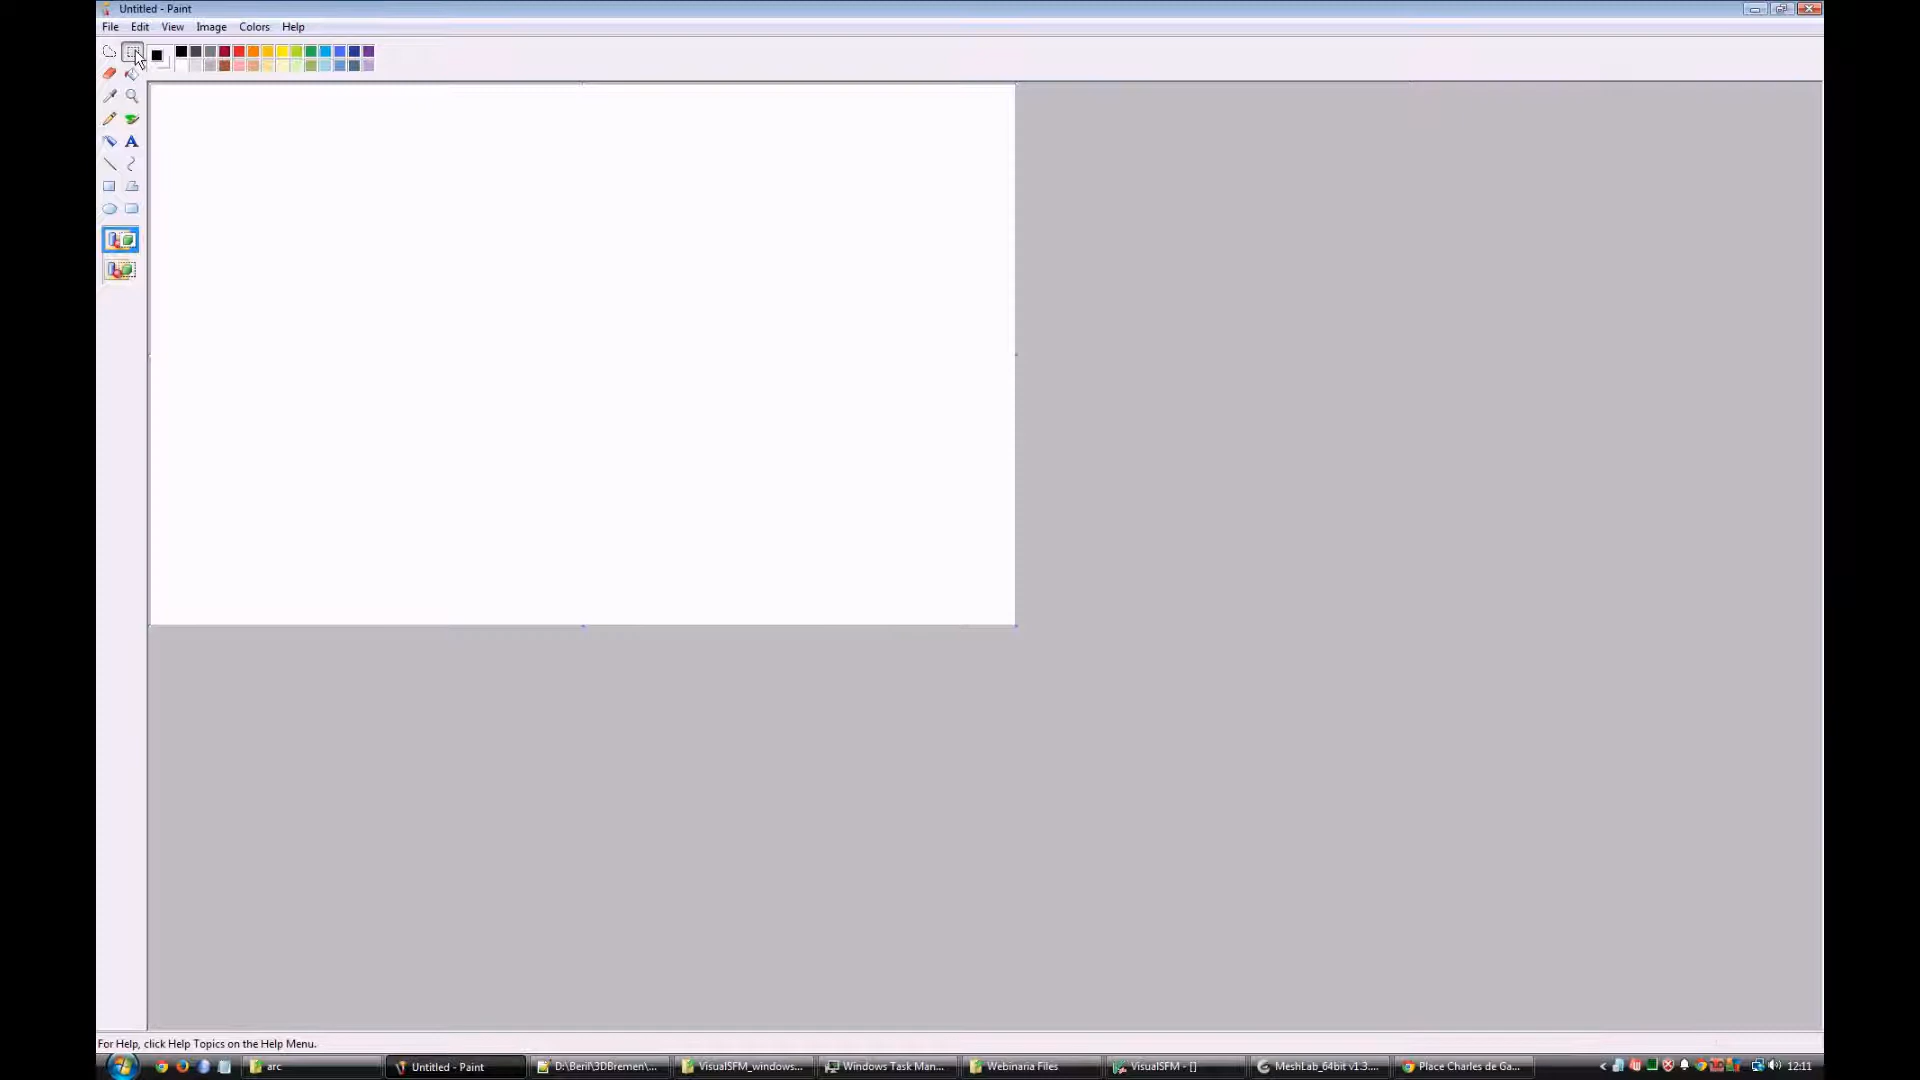 Untitled - Paint
File Edit View Image Colors Help
A
For Help, click Help Topics on the Help Menu.
arc
Untitled - Paint
D:\Beril\3DBremen\...
VisualSFM_windows...
Windows Task Man...
Webinaria Files
VisualSFM - []
MeshLab_64bit v1.3....
Place Charles de Ga...
< 12:11